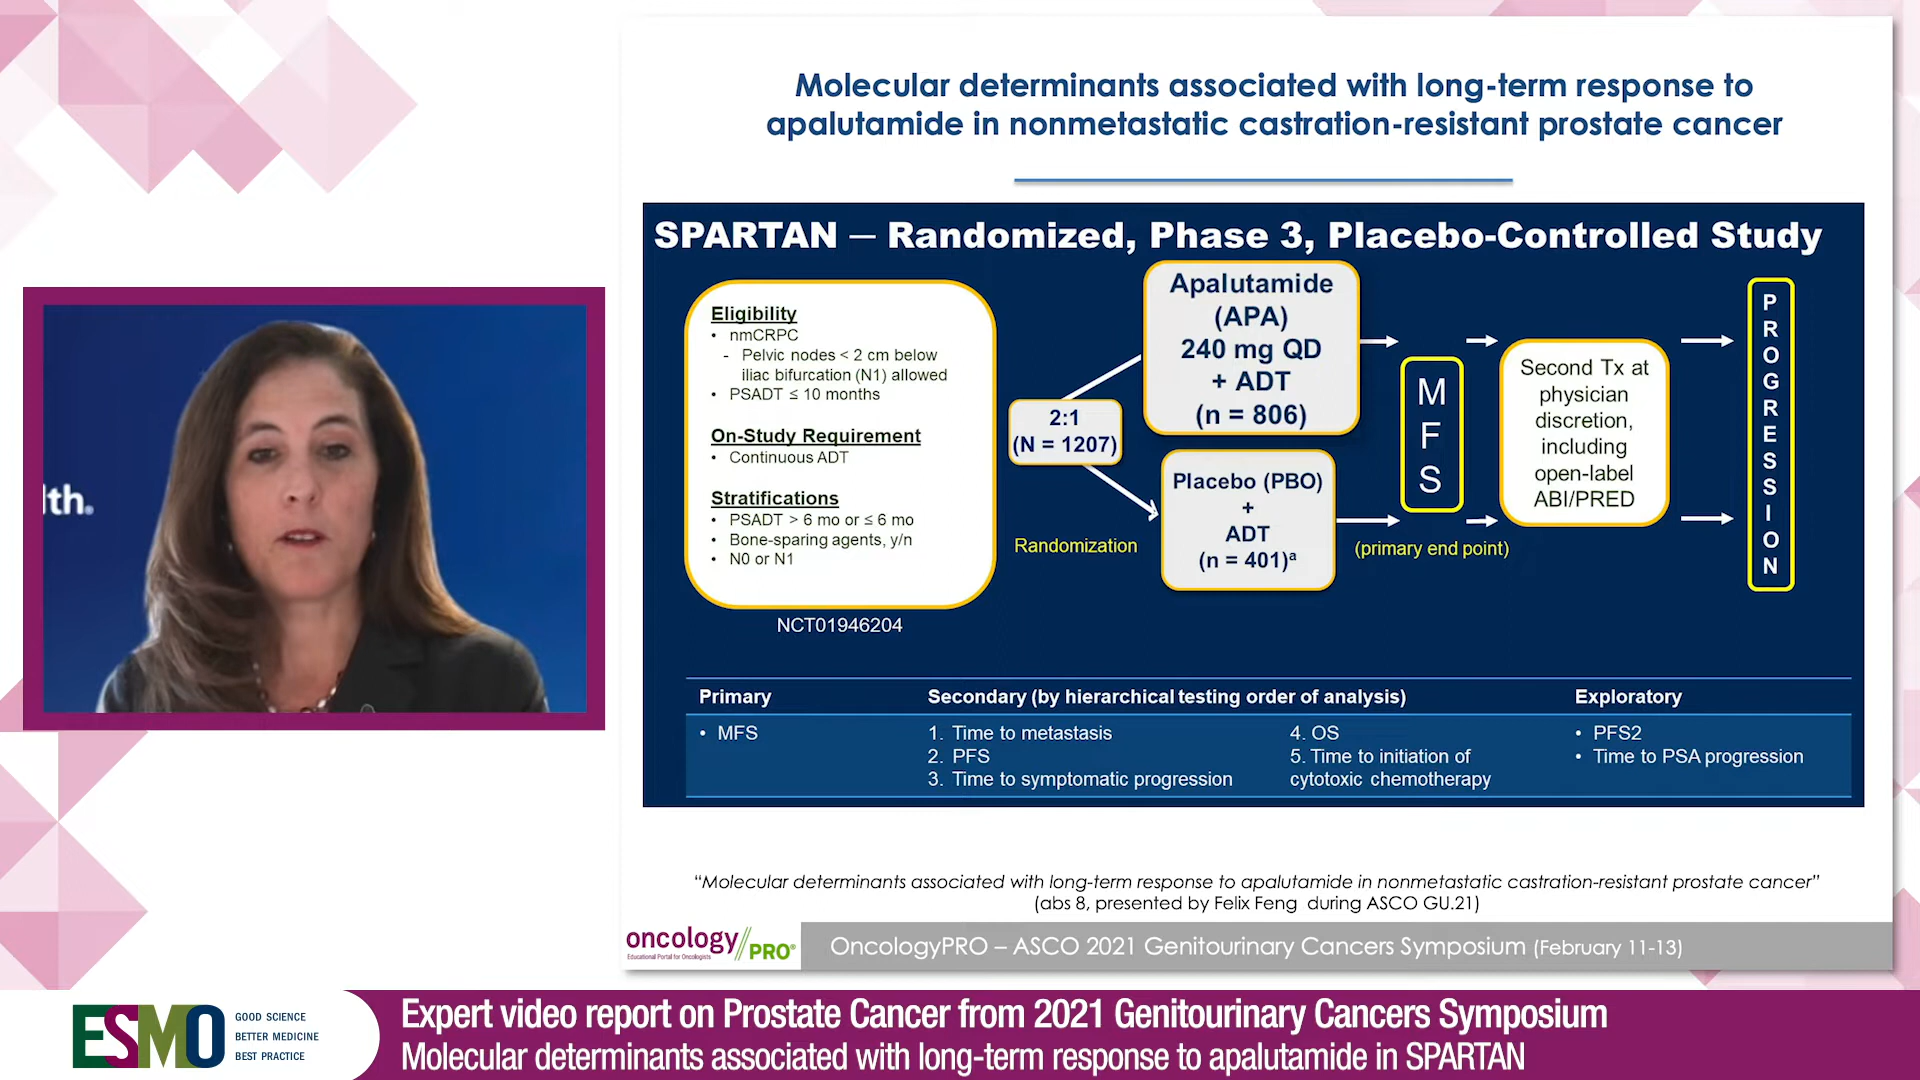 Molecular determinants associated with long-term response to
apalutamide in nonmetastatic castration-resistant prostate cancer
SPARTAN — Randomized, Phase 3, Placebo-Controlled Study
Eligibility
• nmCRPC
- Pelvic nodes < 2 cm below
iliac bifurcation (N1) allowed
• PSADT ≤ 10 months
On-Study Requirement
• Continuous ADT
Stratifications
• PSADT > 6 mo or ≤ 6 mo
• Bone-sparing agents, y/n
• N0 or N1
NCT01946204
2:1
(N = 1207)
Randomization
Apalutamide
(APA)
240 mg QD
+ ADT
(n = 806)
Placebo (PBO)
+
ADT
(n = 401)ª
M
F
S
(primary end point)
Second Tx at
physician
discretion,
including
open-label
ABI/PRED
P
R
O
G
R
E
S
S
I
O
N
Primary
Secondary (by hierarchical testing order of analysis)
Exploratory
• MFS
1. Time to metastasis
2. PFS
3. Time to symptomatic progression
4. OS
5. Time to initiation of
cytotoxic chemotherapy
• PFS2
• Time to PSA progression
lth.
“Molecular determinants associated with long-term response to apalutamide in nonmetastatic castration-resistant prostate cancer”
(abs 8, presented by Felix Feng during ASCO GU.21)
oncology//PRO®
Educational Portal for Oncologists
OncologyPRO – ASCO 2021 Genitourinary Cancers Symposium (February 11-13)
ESMO
GOOD SCIENCE
BETTER MEDICINE
BEST PRACTICE
Expert video report on Prostate Cancer from 2021 Genitourinary Cancers Symposium
Molecular determinants associated with long-term response to apalutamide in SPARTAN